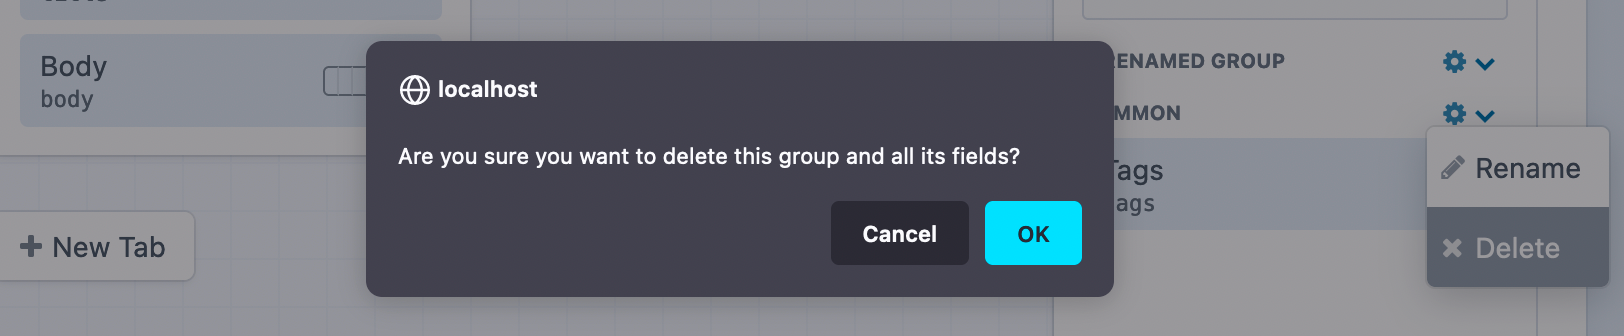 Body
body
New Tab
localhost
Are you sure you want to delete this group and all its fields?
Cancel
OK
RENAMED GROUP
MMON
Tags
ags
Rename
Delete